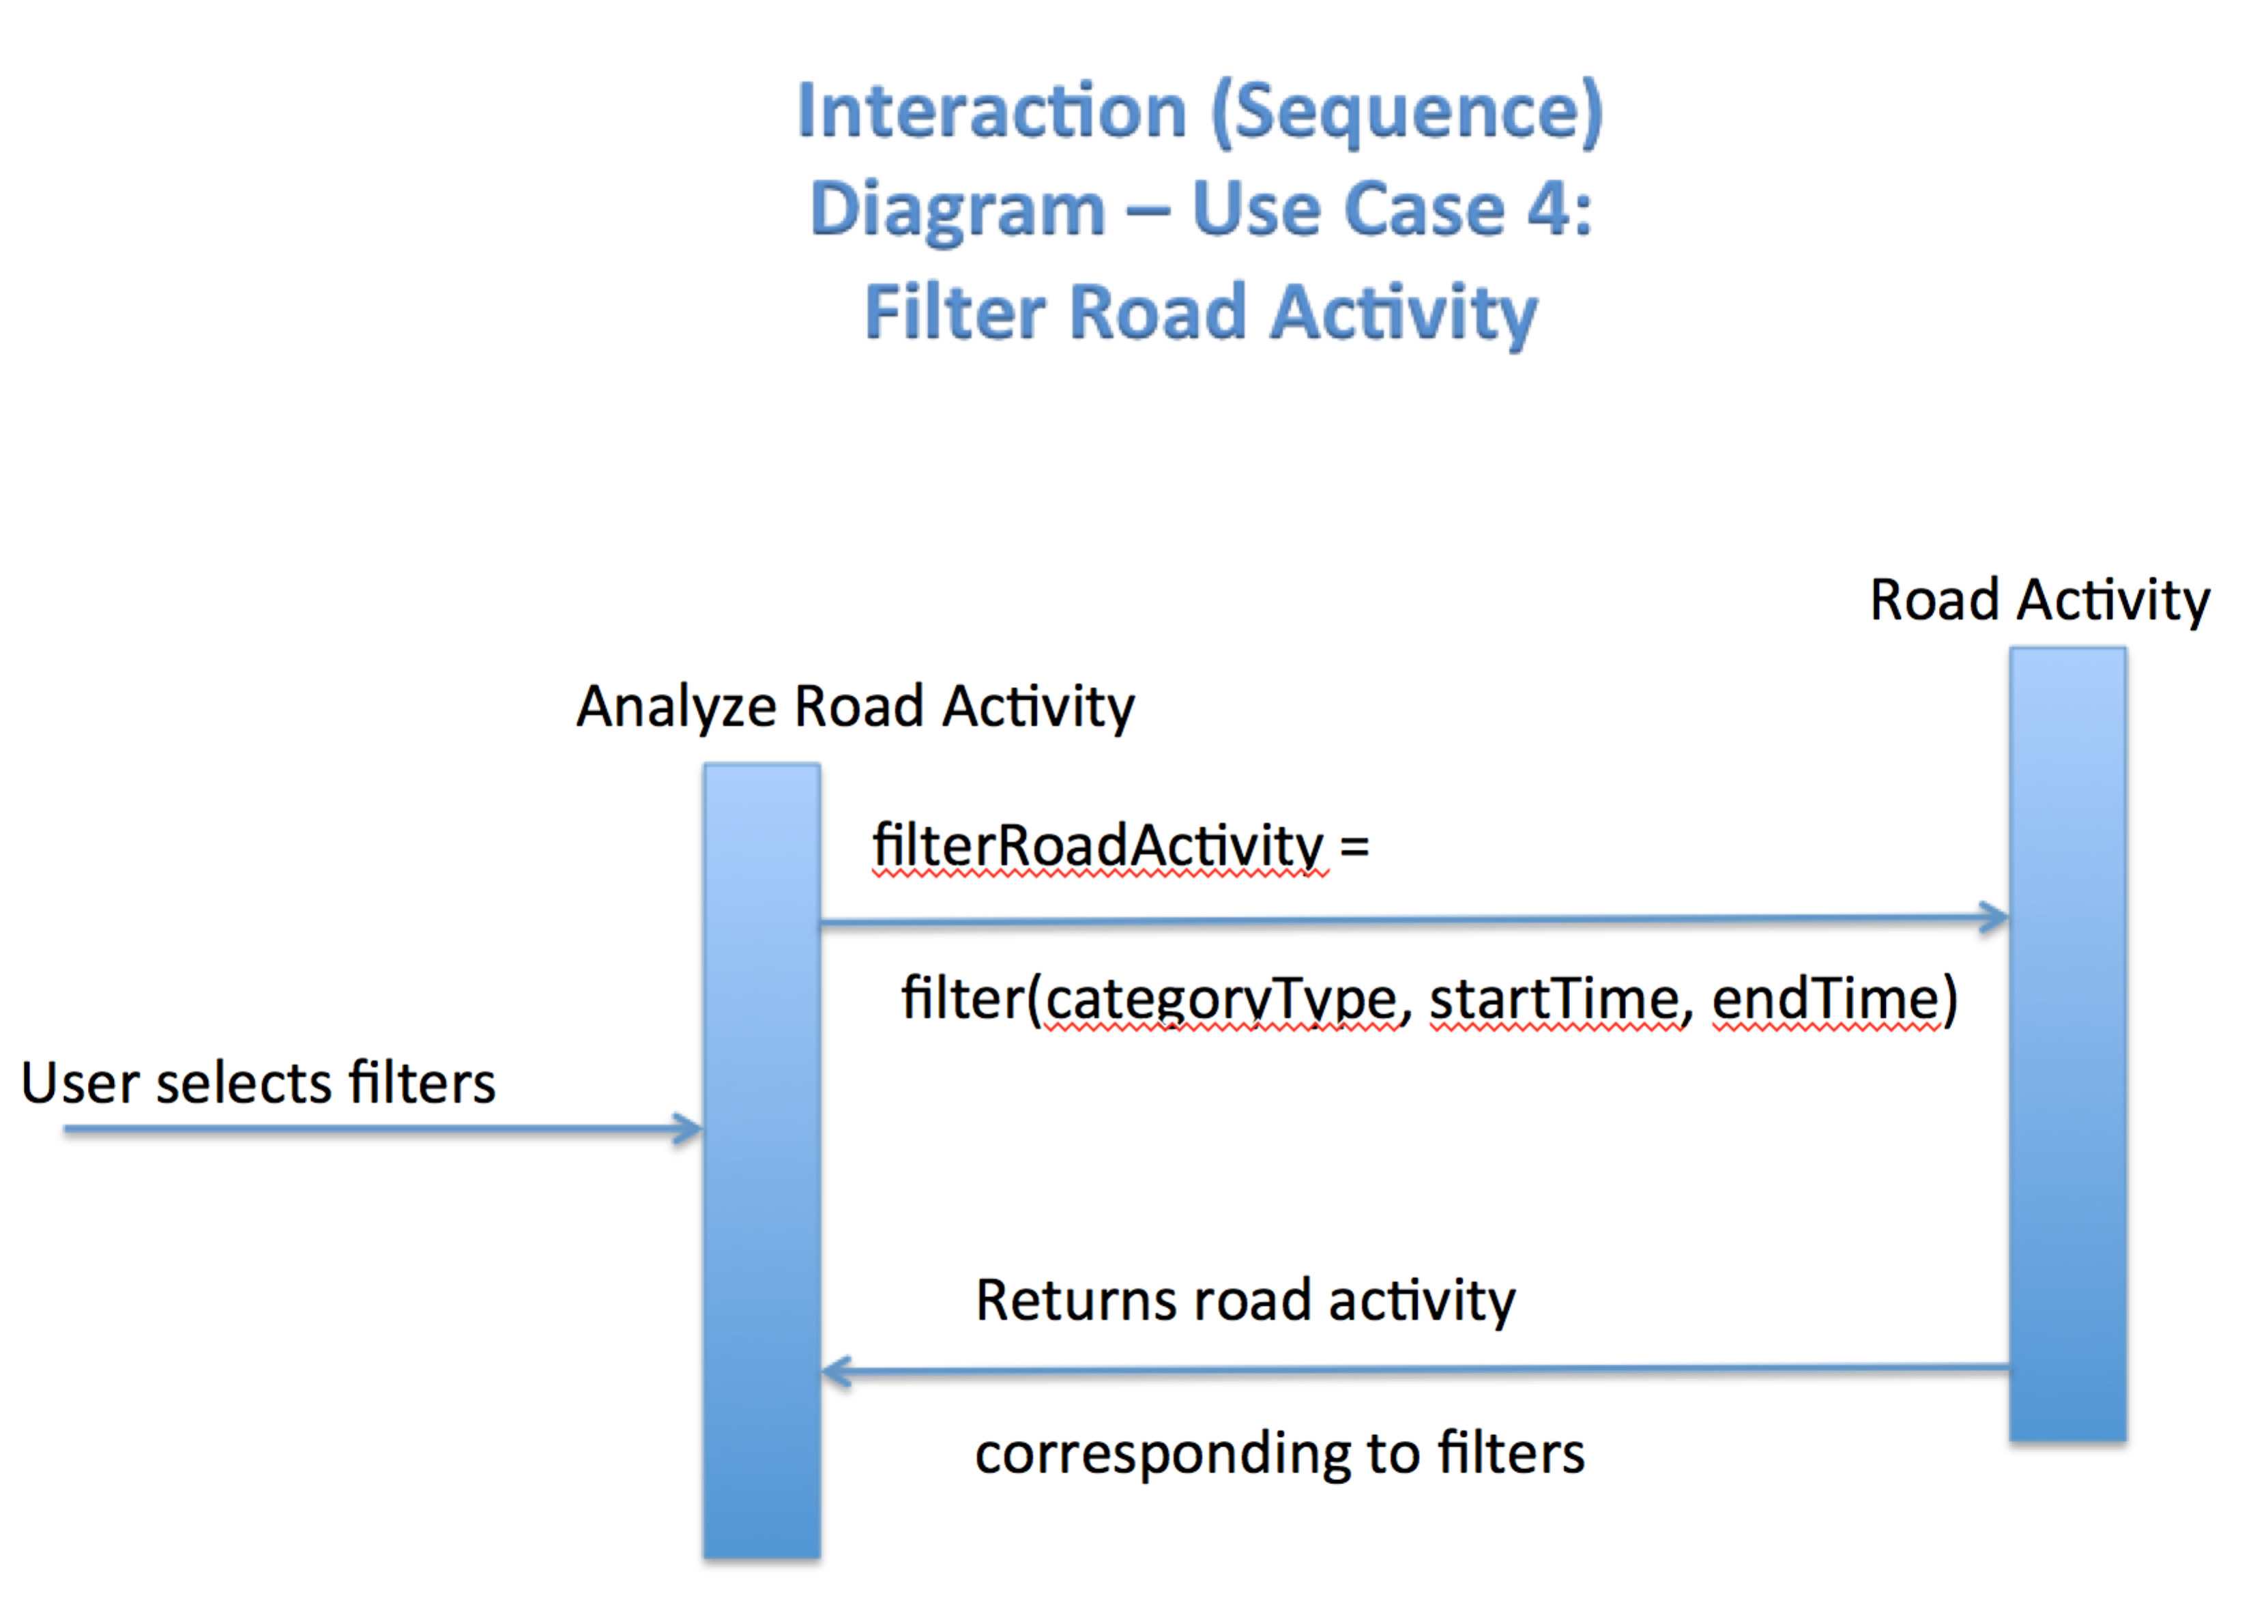 Interaction (Sequence)
Diagram – Use Case 4:
Filter Road Activity
Road Activity
Analyze Road Activity
filterRoadActivity =
filter(categoryType, startTime, endTime)
User selects filters
Returns road activity
corresponding to filters